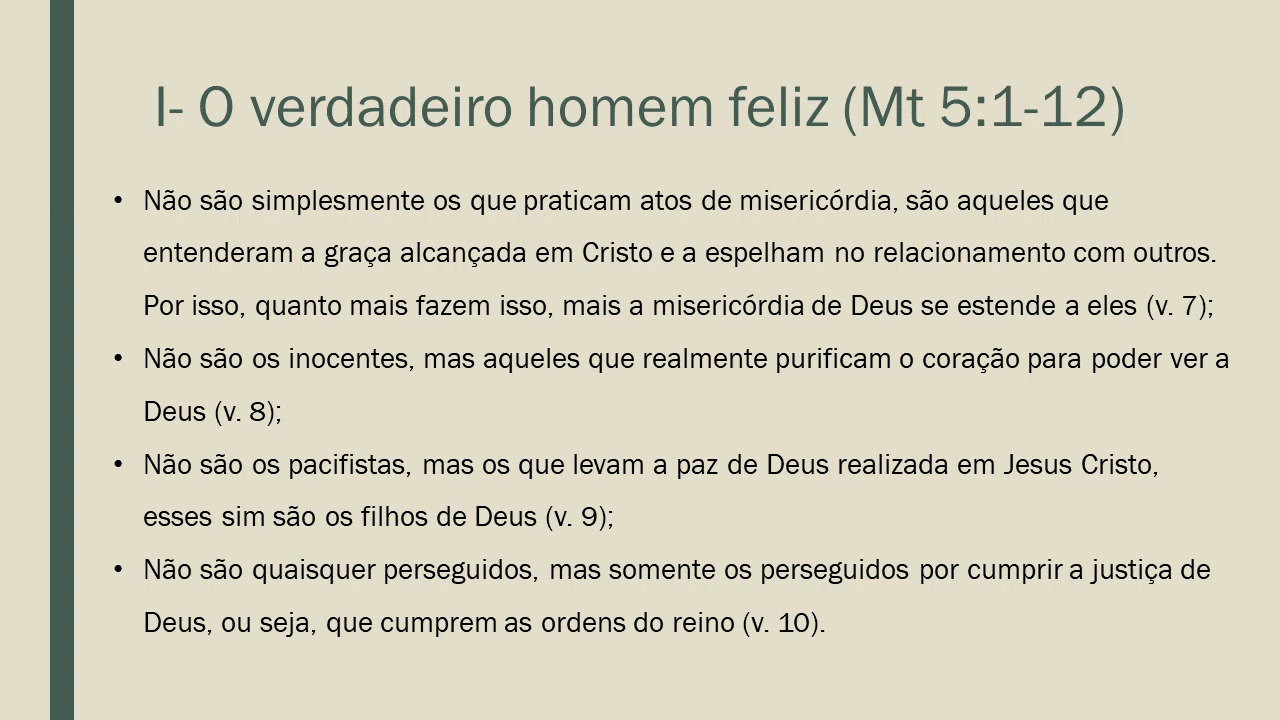 I- O verdadeiro homem feliz (Mt 5:1-12)
• Não são simplesmente os que praticam atos de misericórdia, são aqueles que
entenderam a graça alcançada em Cristo e a espelham no relacionamento com outros.
Por isso, quanto mais fazem isso, mais a misericórdia de Deus se estende a eles (v. 7);
• Não são os inocentes, mas aqueles que realmente purificam o coração para poder ver a
Deus (v. 8);
• Não são os pacifistas, mas os que levam a paz de Deus realizada em Jesus Cristo,
esses sim são os filhos de Deus (v. 9);
• Não são quaisquer perseguidos, mas somente os perseguidos por cumprir a justiça de
Deus, ou seja, que cumprem as ordens do reino (v. 10).